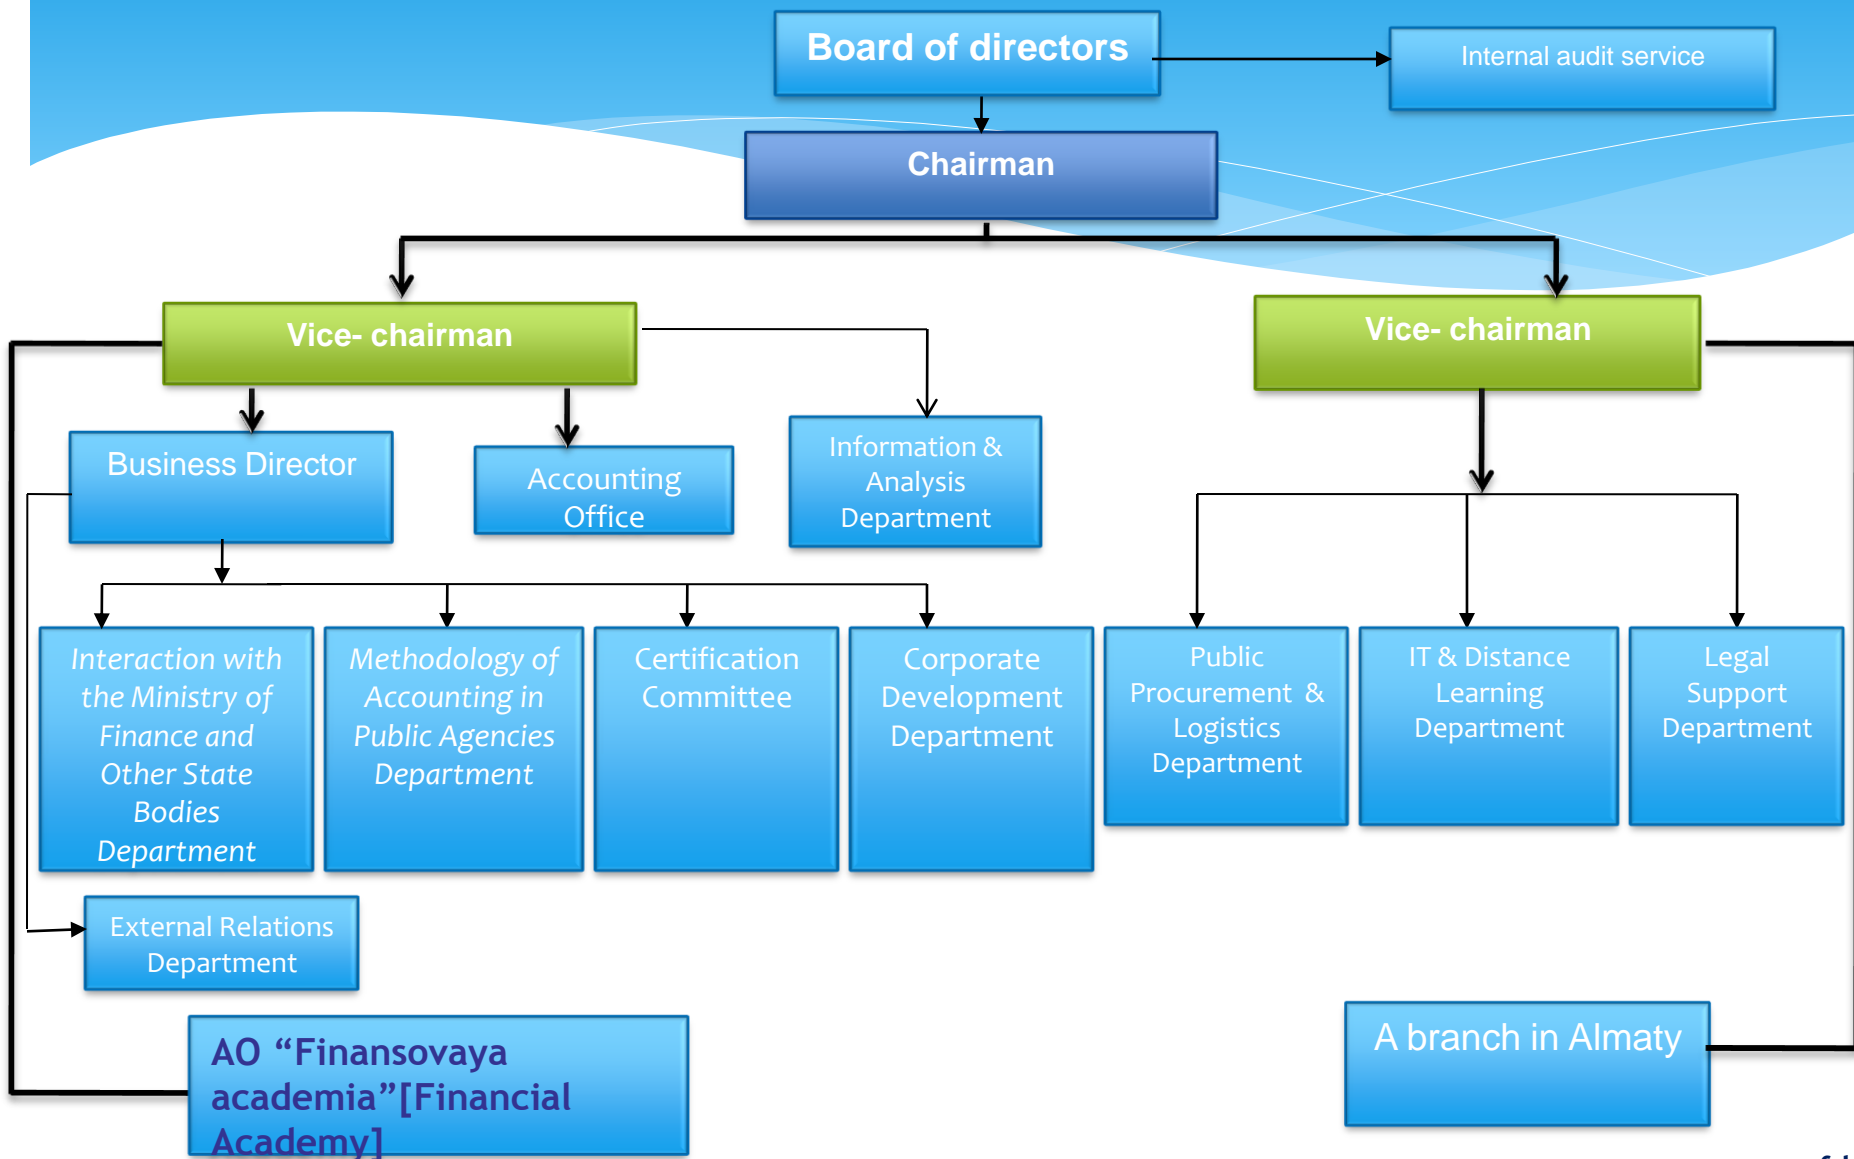 Board of directors
Internal audit service
Chairman
Vice- chairman
Vice- chairman
Business Director
Accounting
Office
Information &
Analysis
Department
Interaction with
the Ministry of
Finance and
Other State
Bodies
Department
Methodology of
Accounting in
Public Agencies
Department
Certification
Committee
Corporate
Development
Department
Public
Procurement & 
Logistics
Department
IT & Distance
Learning
Department
Legal
Support
Department
External Relations
Department
AO “Finansovaya
academia”[Financial
Academy]
A branch in Almaty